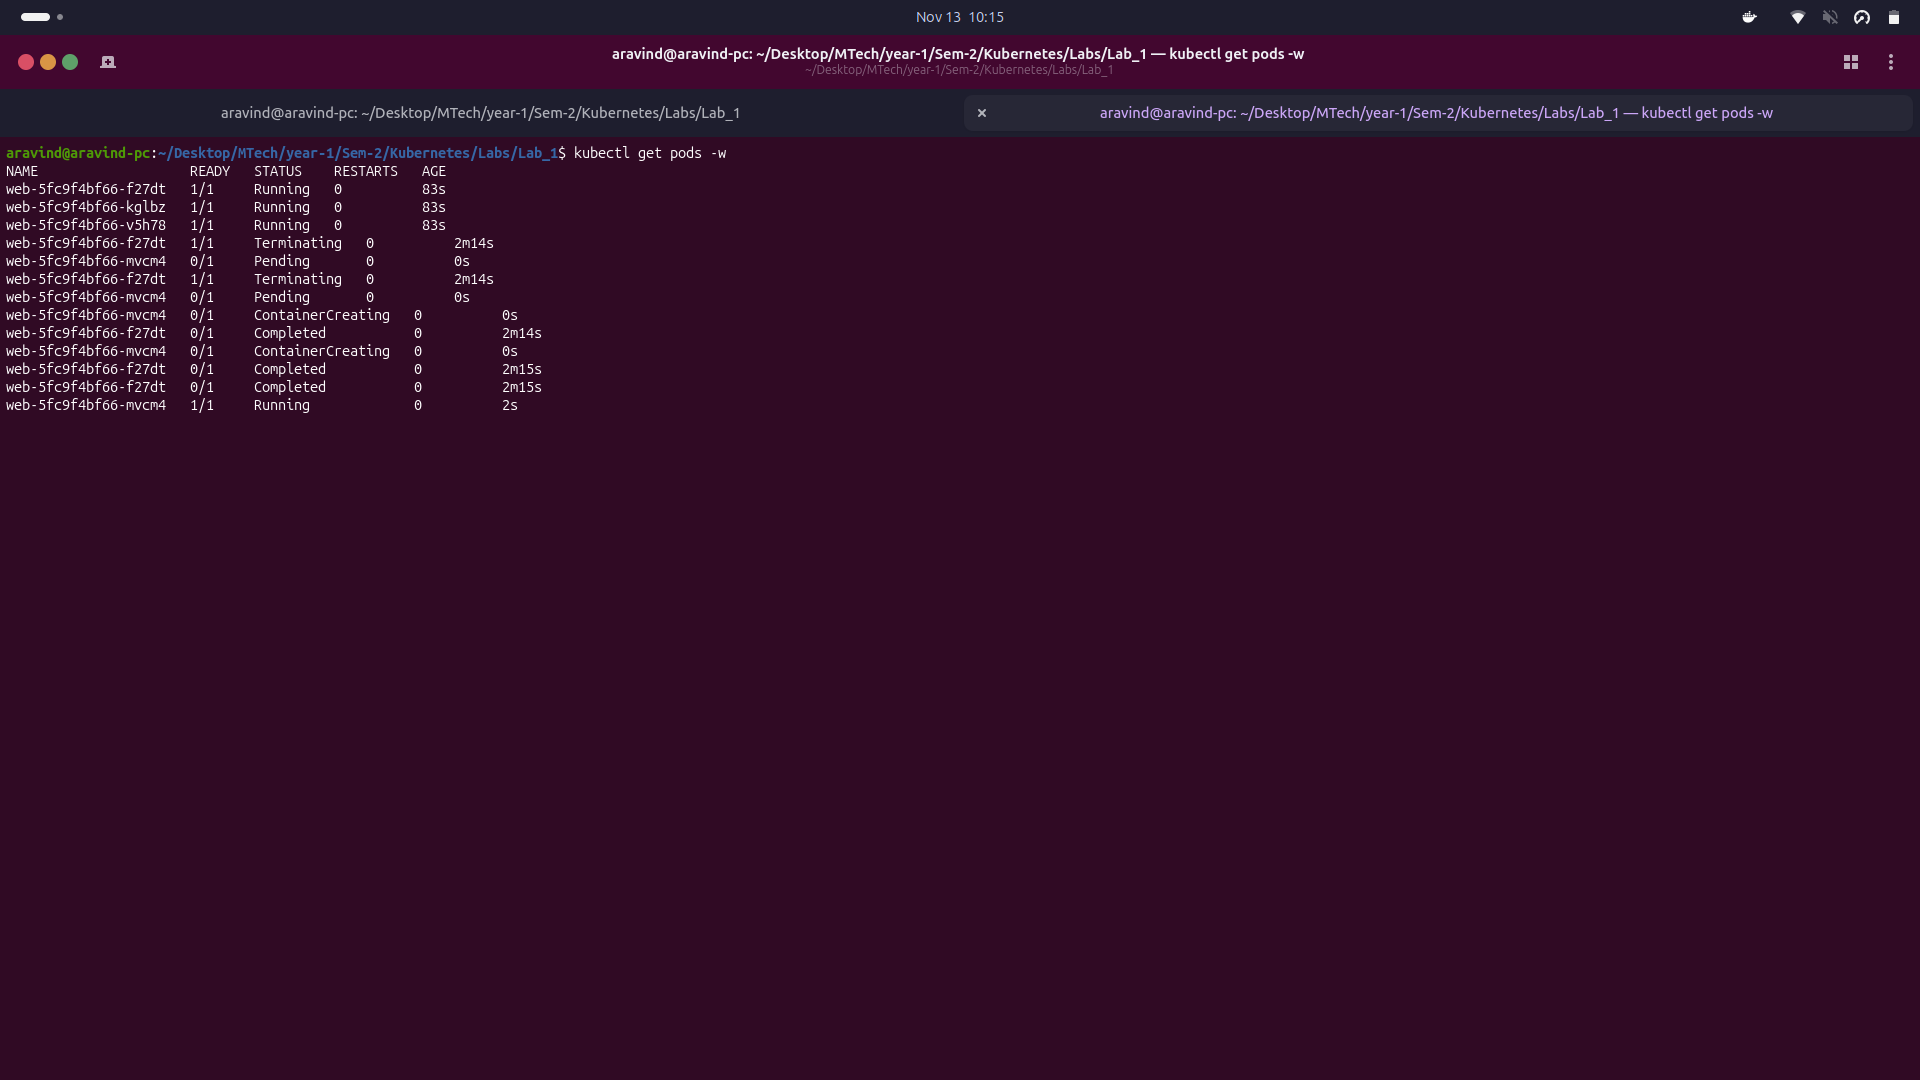 Nov 13 10:15
aravind@aravind-pc: ~/Desktop/MTech/year-1/Sem-2/Kubernetes/Labs/Lab_1 — kubectl get pods -w
~/Desktop/MTech/year-1/Sem-2/Kubernetes/Labs/Lab_1
aravind@aravind-pc: ~/Desktop/MTech/year-1/Sem-2/Kubernetes/Labs/Lab_1
aravind@aravind-pc: ~/Desktop/MTech/year-1/Sem-2/Kubernetes/Labs/Lab_1 — kubectl get pods -w
aravind@aravind-pc:~/Desktop/MTech/year-1/Sem-2/Kubernetes/Labs/Lab_1$ kubectl get pods -w
NAME                   READY   STATUS    RESTARTS   AGE
web-5fc9f4bf66-f27dt   1/1     Running   0          83s
web-5fc9f4bf66-kglbz   1/1     Running   0          83s
web-5fc9f4bf66-v5h78   1/1     Running   0          83s
web-5fc9f4bf66-f27dt   1/1     Terminating   0          2m14s
web-5fc9f4bf66-mvcm4   0/1     Pending       0          0s
web-5fc9f4bf66-f27dt   1/1     Terminating   0          2m14s
web-5fc9f4bf66-mvcm4   0/1     Pending       0          0s
web-5fc9f4bf66-mvcm4   0/1     ContainerCreating   0          0s
web-5fc9f4bf66-f27dt   0/1     Completed           0          2m14s
web-5fc9f4bf66-mvcm4   0/1     ContainerCreating   0          0s
web-5fc9f4bf66-f27dt   0/1     Completed           0          2m15s
web-5fc9f4bf66-f27dt   0/1     Completed           0          2m15s
web-5fc9f4bf66-mvcm4   1/1     Running             0          2s